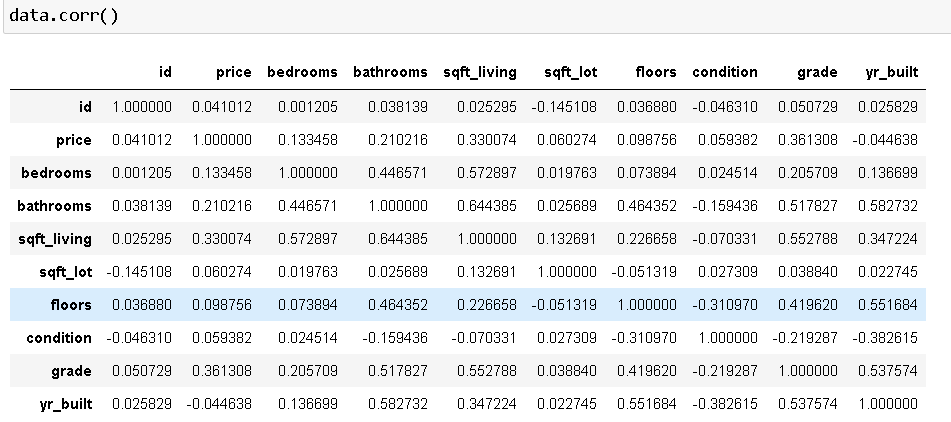 data.corr()
id price bedrooms bathrooms sqft_living sqft_lot floors condition grade yr_built
id 1.000000 0.041012 0.001205 0.038139 0.025295 -0.145108 0.036880 -0.046310 0.050729 0.025829
price 0.041012 1.000000 0.133458 0.210216 0.330074 0.060274 0.098756 0.059382 0.361308 -0.044638
bedrooms 0.001205 0.133458 1.000000 0.446571 0.572897 0.019763 0.073894 0.024514 0.205709 0.136699
bathrooms 0.038139 0.210216 0.446571 1.000000 0.644385 0.025689 0.464352 -0.159436 0.517827 0.582732
sqft_living 0.025295 0.330074 0.572897 0.644385 1.000000 0.132691 0.226658 -0.070331 0.552788 0.347224
sqft_lot -0.145108 0.060274 0.019763 0.025689 0.132691 1.000000 -0.051319 0.027309 0.038840 0.022745
floors 0.036880 0.098756 0.073894 0.464352 0.226658 -0.051319 1.000000 -0.310970 0.419620 0.551684
condition -0.046310 0.059382 0.024514 -0.159436 -0.070331 0.027309 -0.310970 1.000000 -0.219287 -0.382615
grade 0.050729 0.361308 0.205709 0.517827 0.552788 0.038840 0.419620 -0.219287 1.000000 0.537574
yr_built 0.025829 -0.044638 0.136699 0.582732 0.347224 0.022745 0.551684 -0.382615 0.537574 1.000000